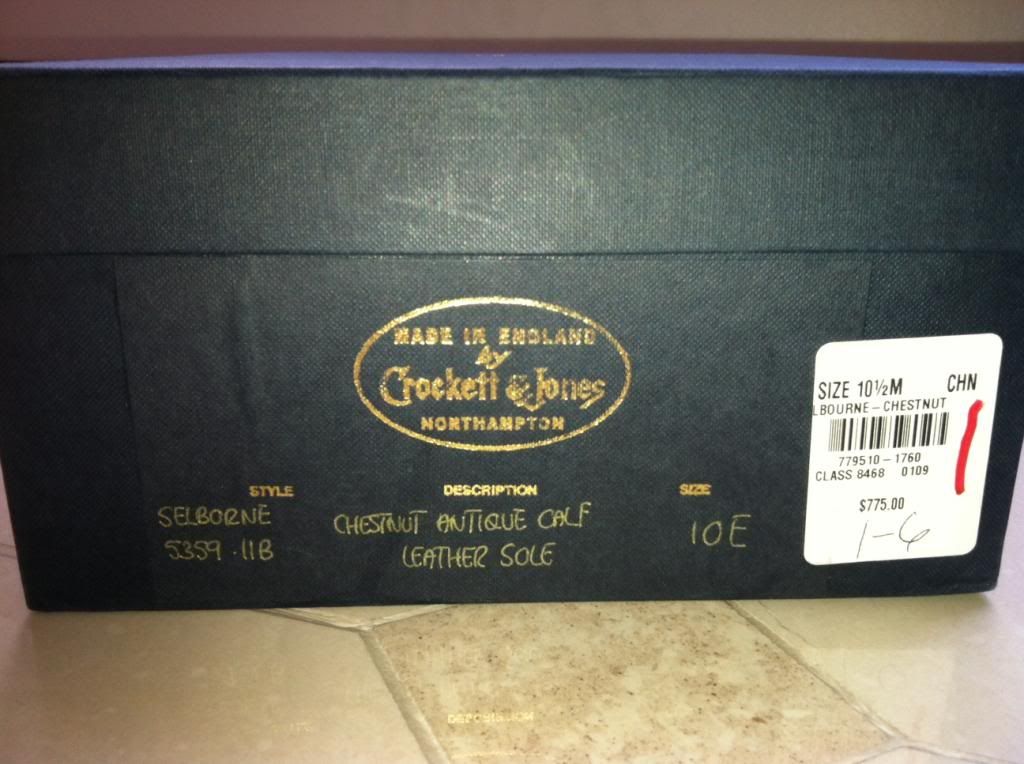 MADE IN ENGLAND
by
Crockett & Jones
NORTHAMPTON
STYLE
SELBORNE
5359·11B
DESCRIPTION
CHESTNUT ANTIQUE CALF
LEATHER SOLE
SIZE
10 E
SIZE 10½M CHN
LBOURNE-CHESTNUT
779510-1760
CLASS 8468 0109
$775.00
1-6